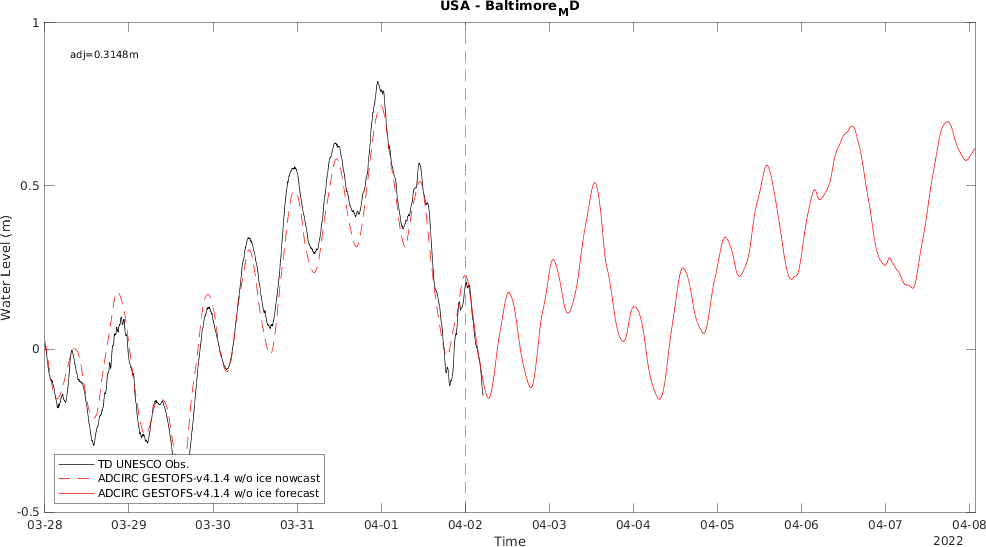 USA - BaltimoreMD
adj=0.3148m
1
0.5
0
-0.5
Water Level (m)
TD UNESCO Obs.
ADCIRC GESTOFS-v4.1.4 w/o ice nowcast
ADCIRC GESTOFS-v4.1.4 w/o ice forecast
03-28 03-29 03-30 03-31 04-01 04-02 04-03 04-04 04-05 04-06 04-07 04-08
Time
2022